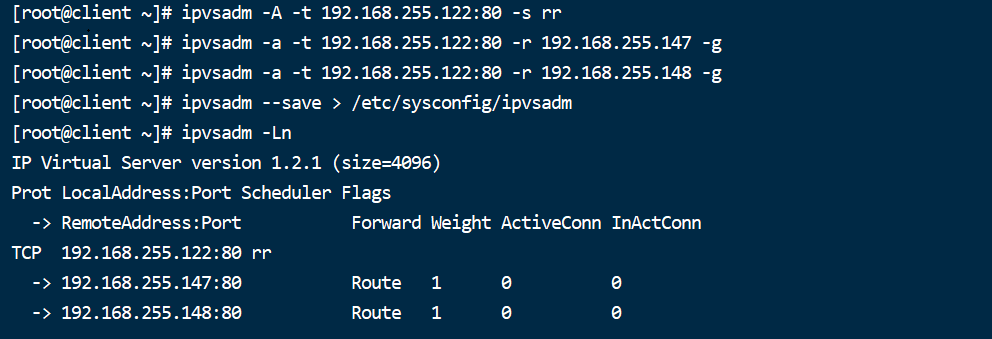 [root@client ~]# ipvsadm -A -t 192.168.255.122:80 -s rr
[root@client ~]# ipvsadm -a -t 192.168.255.122:80 -r 192.168.255.147 -g
[root@client ~]# ipvsadm -a -t 192.168.255.122:80 -r 192.168.255.148 -g
[root@client ~]# ipvsadm --save > /etc/sysconfig/ipvsadm
[root@client ~]# ipvsadm -Ln
IP Virtual Server version 1.2.1 (size=4096)
Prot LocalAddress:Port Scheduler Flags
  -> RemoteAddress:Port           Forward Weight ActiveConn InActConn
TCP  192.168.255.122:80 rr
  -> 192.168.255.147:80           Route   1      0          0
  -> 192.168.255.148:80           Route   1      0          0